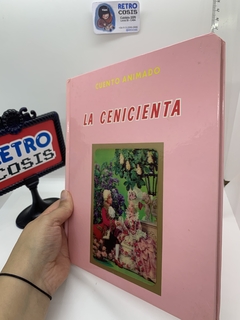 RETRO
COSIS
CUENTO ANIMADO
LA CENICIENTA
RETRO
COSIS